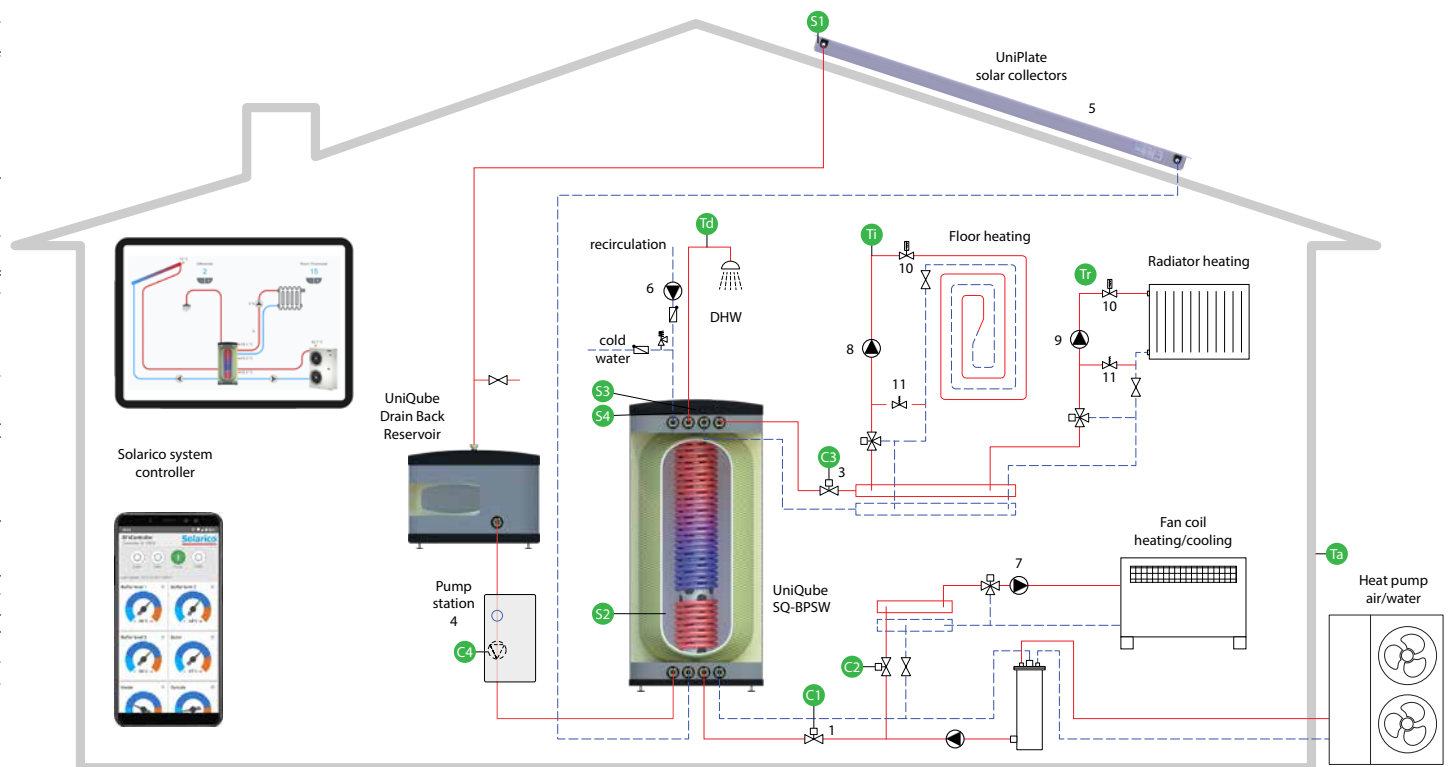 S1
UniPlate
solar collectors
5
Td
recirculation
6
DHW
cold
water
Ti
10
Floor heating
8
11
Tr
10
Radiator heating
9
11
2
15
S3
S4
C3
3
UniQube
Drain Back
Reservoir
Solarico system
controller
Solarico
Pump
station
4
C4
S2
UniQube
SQ-BPSW
C1
1
C2
7
Fan coil
heating/cooling
Ta
Heat pump
air/water